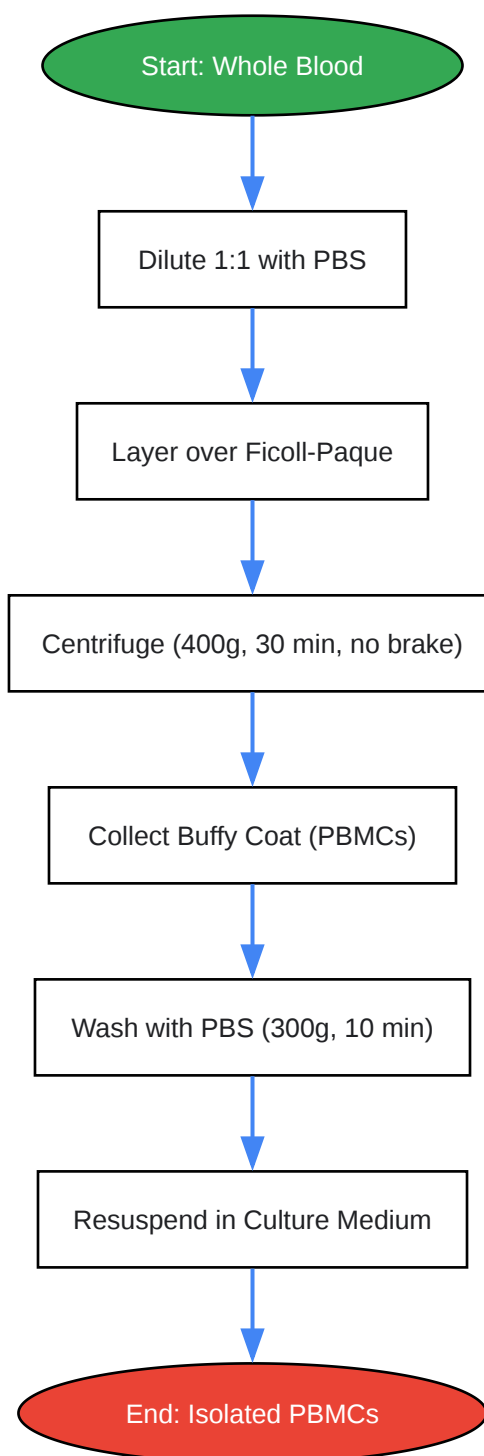 Start: Whole Blood
Dilute 1:1 with PBS
Layer over Ficoll-Paque
Centrifuge (400g, 30 min, no brake)
Collect Buffy Coat (PBMCs)
Wash with PBS (300g, 10 min)
Resuspend in Culture Medium
End: Isolated PBMCs